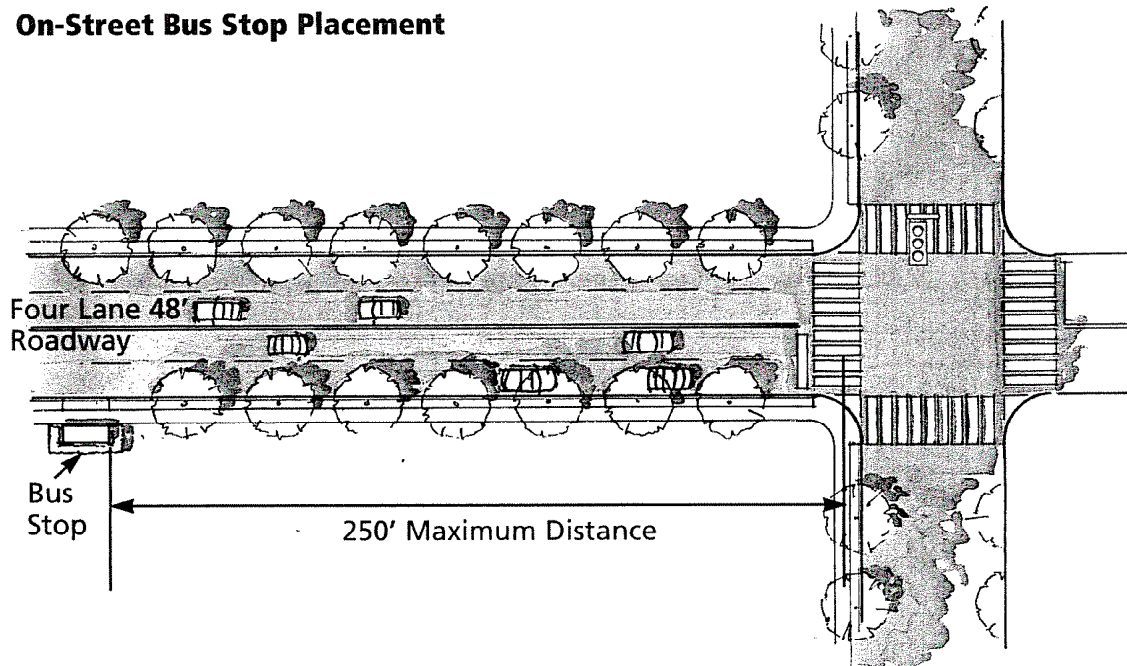 On-Street Bus Stop Placement
Four Lane 48'
Roadway
Bus
Stop
250' Maximum Distance